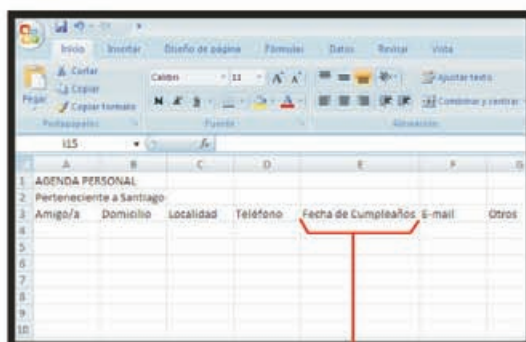 Inicio Insertar Diseño de página Fórmulas Datos Revisar Vista
Cortar
Copiar
Copiar formato
Pegar
Calibri 11
N K S
Ajustar texto
Combinar y centrar
Portapapeles Fuente Alineación
I15 fx
A B C D E F G
1 AGENDA PERSONAL
2 Perteneciente a Santiago
3 Amigo/a Domicilio Localidad Teléfono Fecha de Cumpleaños E-mail Otros
4
5
6
7
8
9
10